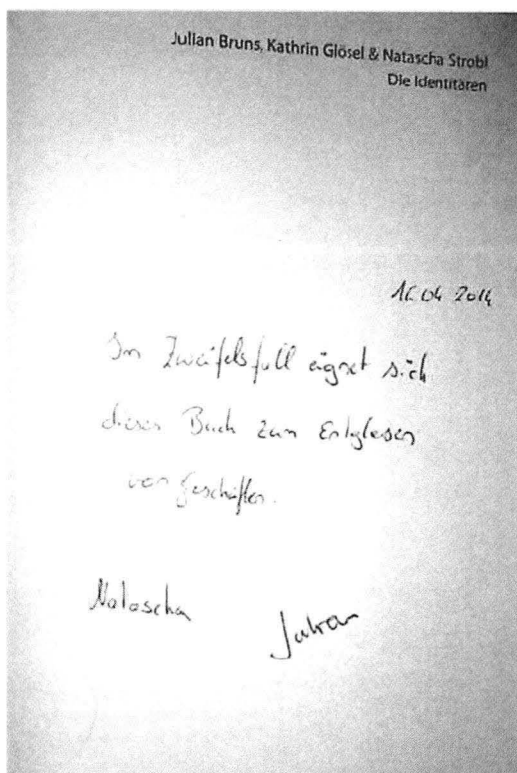 Julian Bruns, Kathrin Glösel & Natascha Strobl
Die Identitären
16.04 2014
Im Zweifelsfall eignet sich
dieses Buch zum Entglasen
von Geschäften.
Natascha
Julian